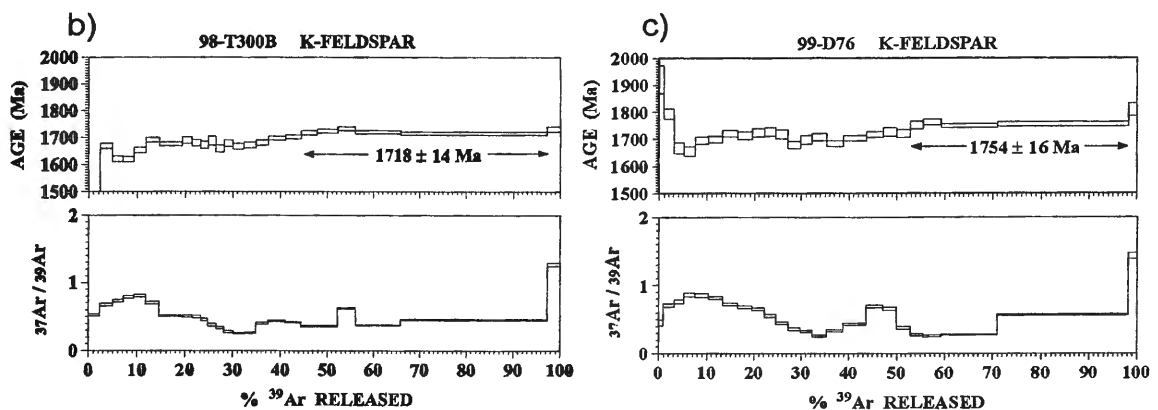 b)
98-T300B K-FELDSPAR
AGE (Ma)
2000
1900
1800
1700
1600
1500
1718 ± 14 Ma
37Ar / 39Ar
2
1
0
0 10 20 30 40 50 60 70 80 90 100
% 39Ar RELEASED
c)
99-D76 K-FELDSPAR
AGE (Ma)
2000
1900
1800
1700
1600
1500
1754 ± 16 Ma
37Ar / 39Ar
2
1
0
0 10 20 30 40 50 60 70 80 90 100
% 39Ar RELEASED